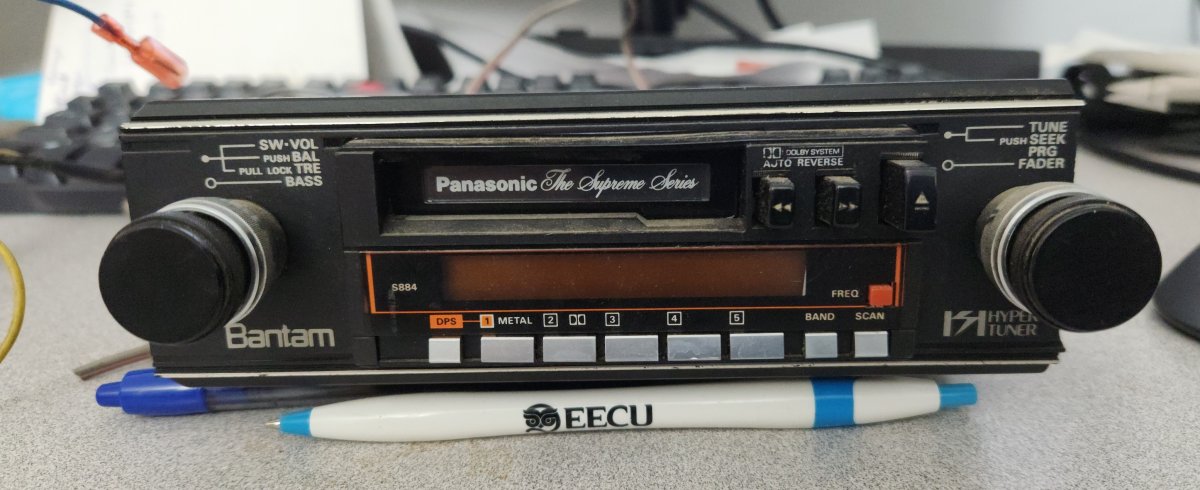 SW-VOL
PUSH BAL
PULL LOCK TRE
BASS
Panasonic The Supreme Series
DOLBY SYSTEM
AUTO REVERSE
TUNE
PUSH SEEK
PRG
FADER
S884
FREQ
DPS 1 METAL 2 3 4 5 BAND SCAN
Bantam
HYPER
TUNER
EECU